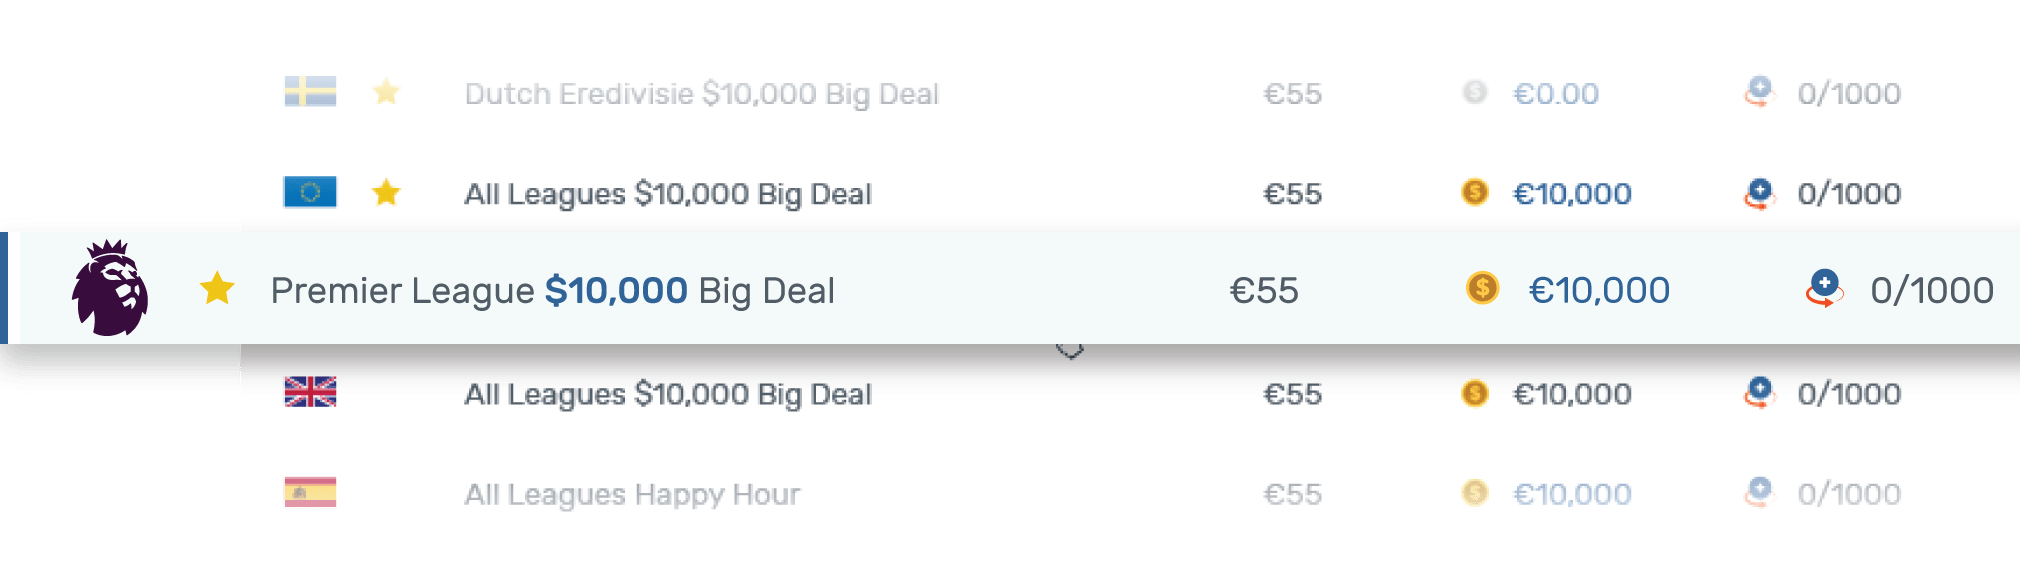 Dutch Eredivisie $10,000 Big Deal €55 €0.00 0/1000
All Leagues $10,000 Big Deal €55 €10,000 0/1000
Premier League $10,000 Big Deal €55 €10,000 0/1000
All Leagues $10,000 Big Deal €55 €10,000 0/1000
All Leagues Happy Hour €55 €10,000 0/1000